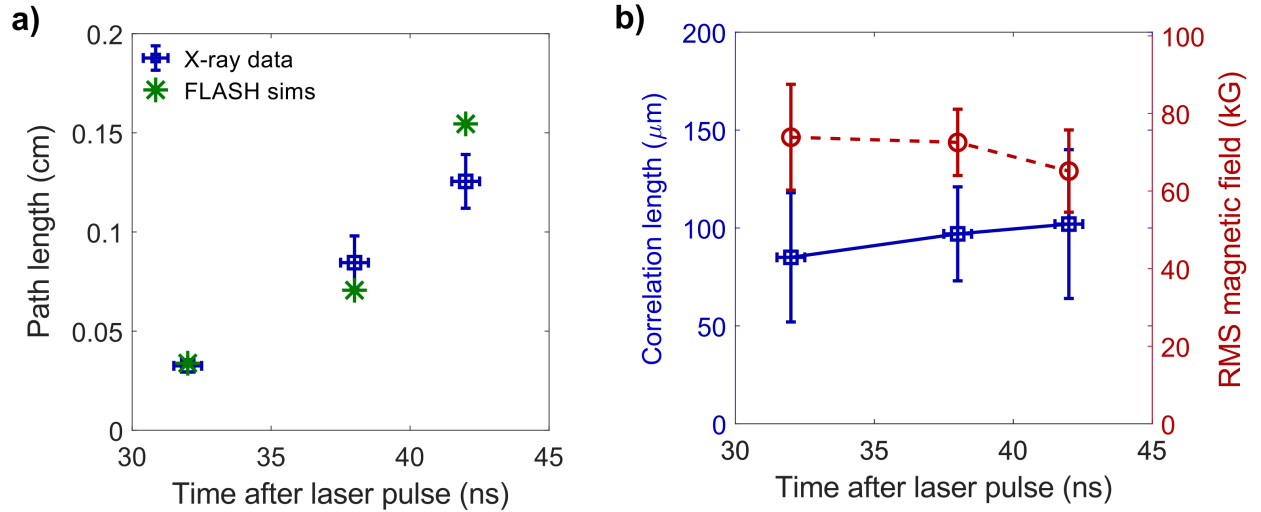 a)
0.2
0.15
0.1
0.05
0
30
35
40
45
Path length (cm)
Time after laser pulse (ns)
X-ray data
FLASH sims
b)
200
150
100
50
0
Correlation length (μm)
30
35
40
45
Time after laser pulse (ns)
100
80
60
40
20
0
RMS magnetic field (kG)